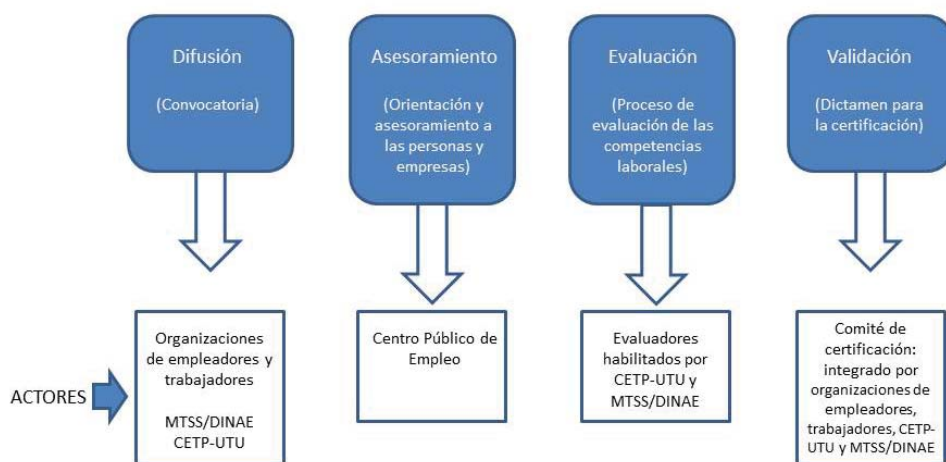 Difusión
(Convocatoria)
Asesoramiento
(Orientación y
asesoramiento a
las personas y
empresas)
Evaluación
(Proceso de
evaluación de las
competencias
laborales)
Validación
(Dictamen para
la certificación)
ACTORES
Organizaciones
de empleadores y
trabajadores
MTSS/DINAE
CETP-UTU
Centro Público de
Empleo
Evaluadores
habilitados por
CETP-UTU y
MTSS/DINAE
Comité de
certificación:
integrado por
organizaciones de
empleadores,
trabajadores, CETP-
UTU y MTSS/DINAE